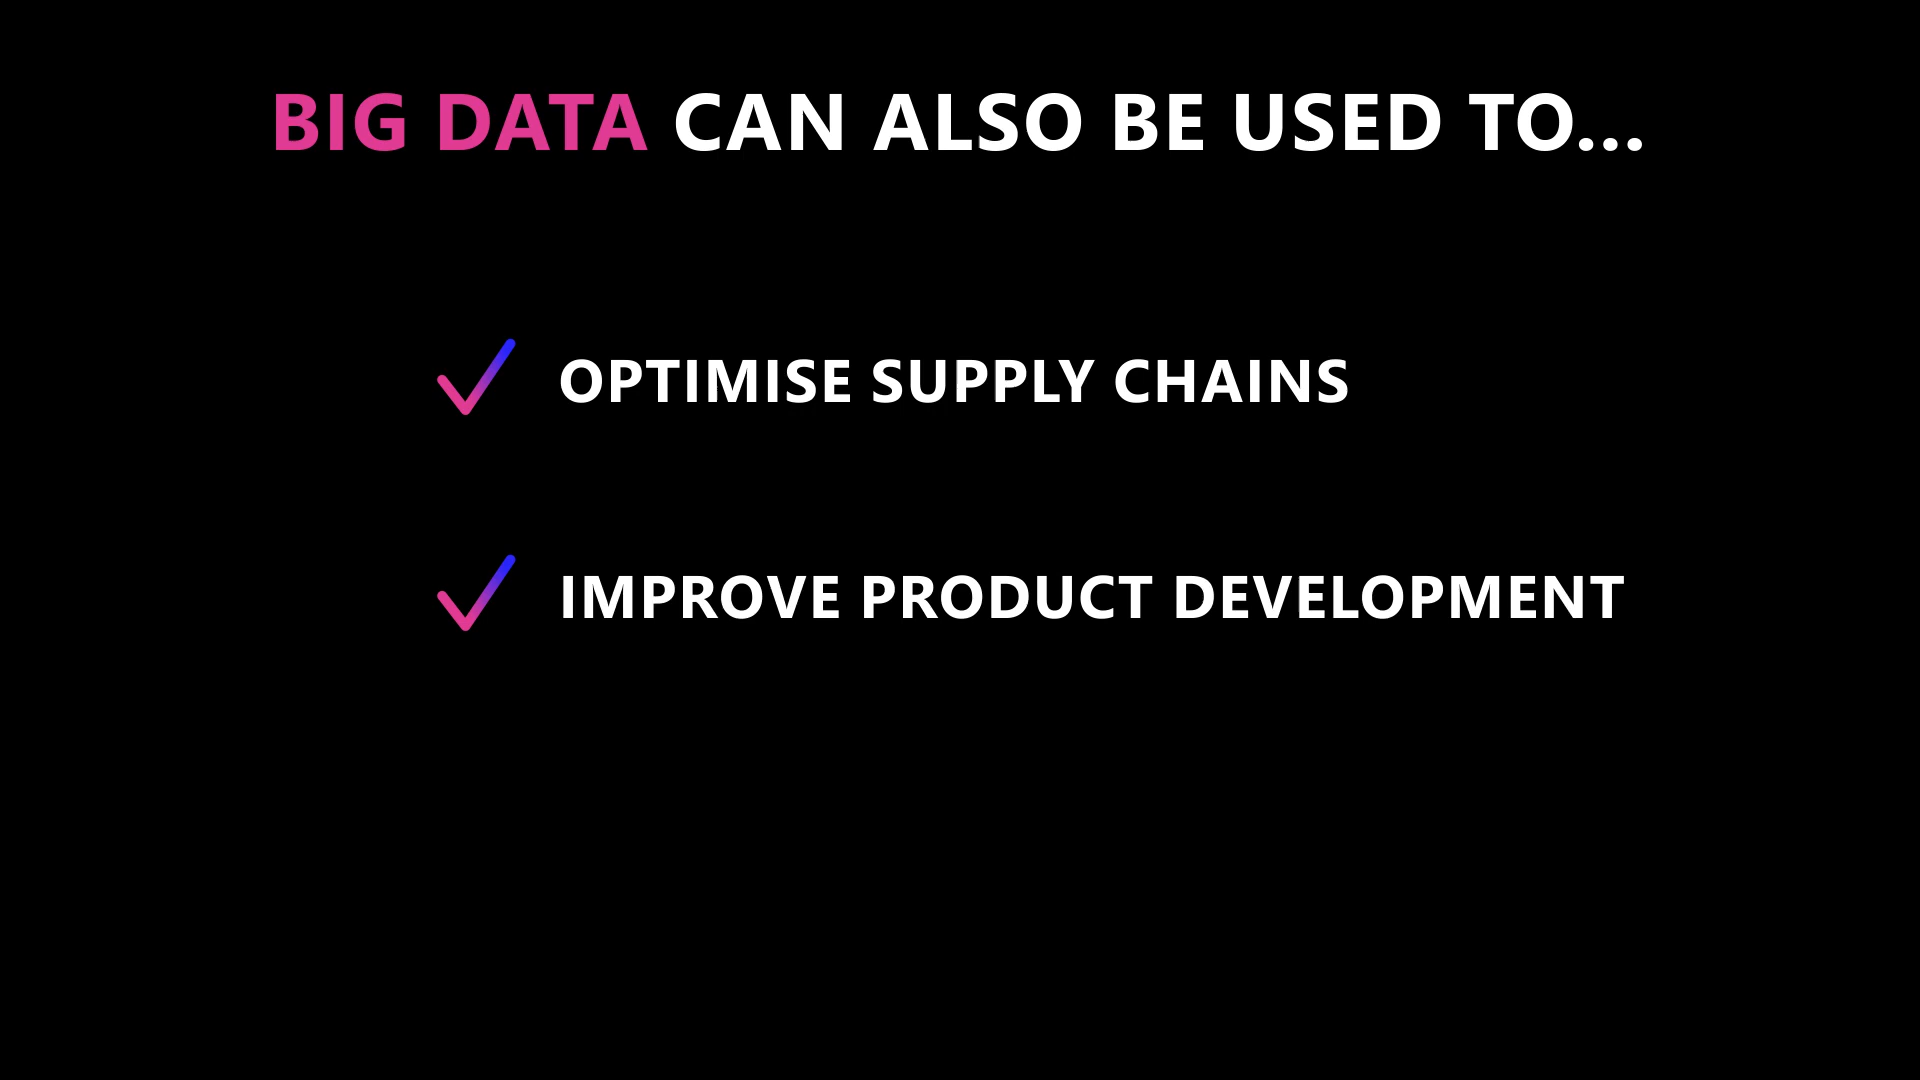 BIG DATA CAN ALSO BE USED TO...
OPTIMISE SUPPLY CHAINS
IMPROVE PRODUCT DEVELOPMENT